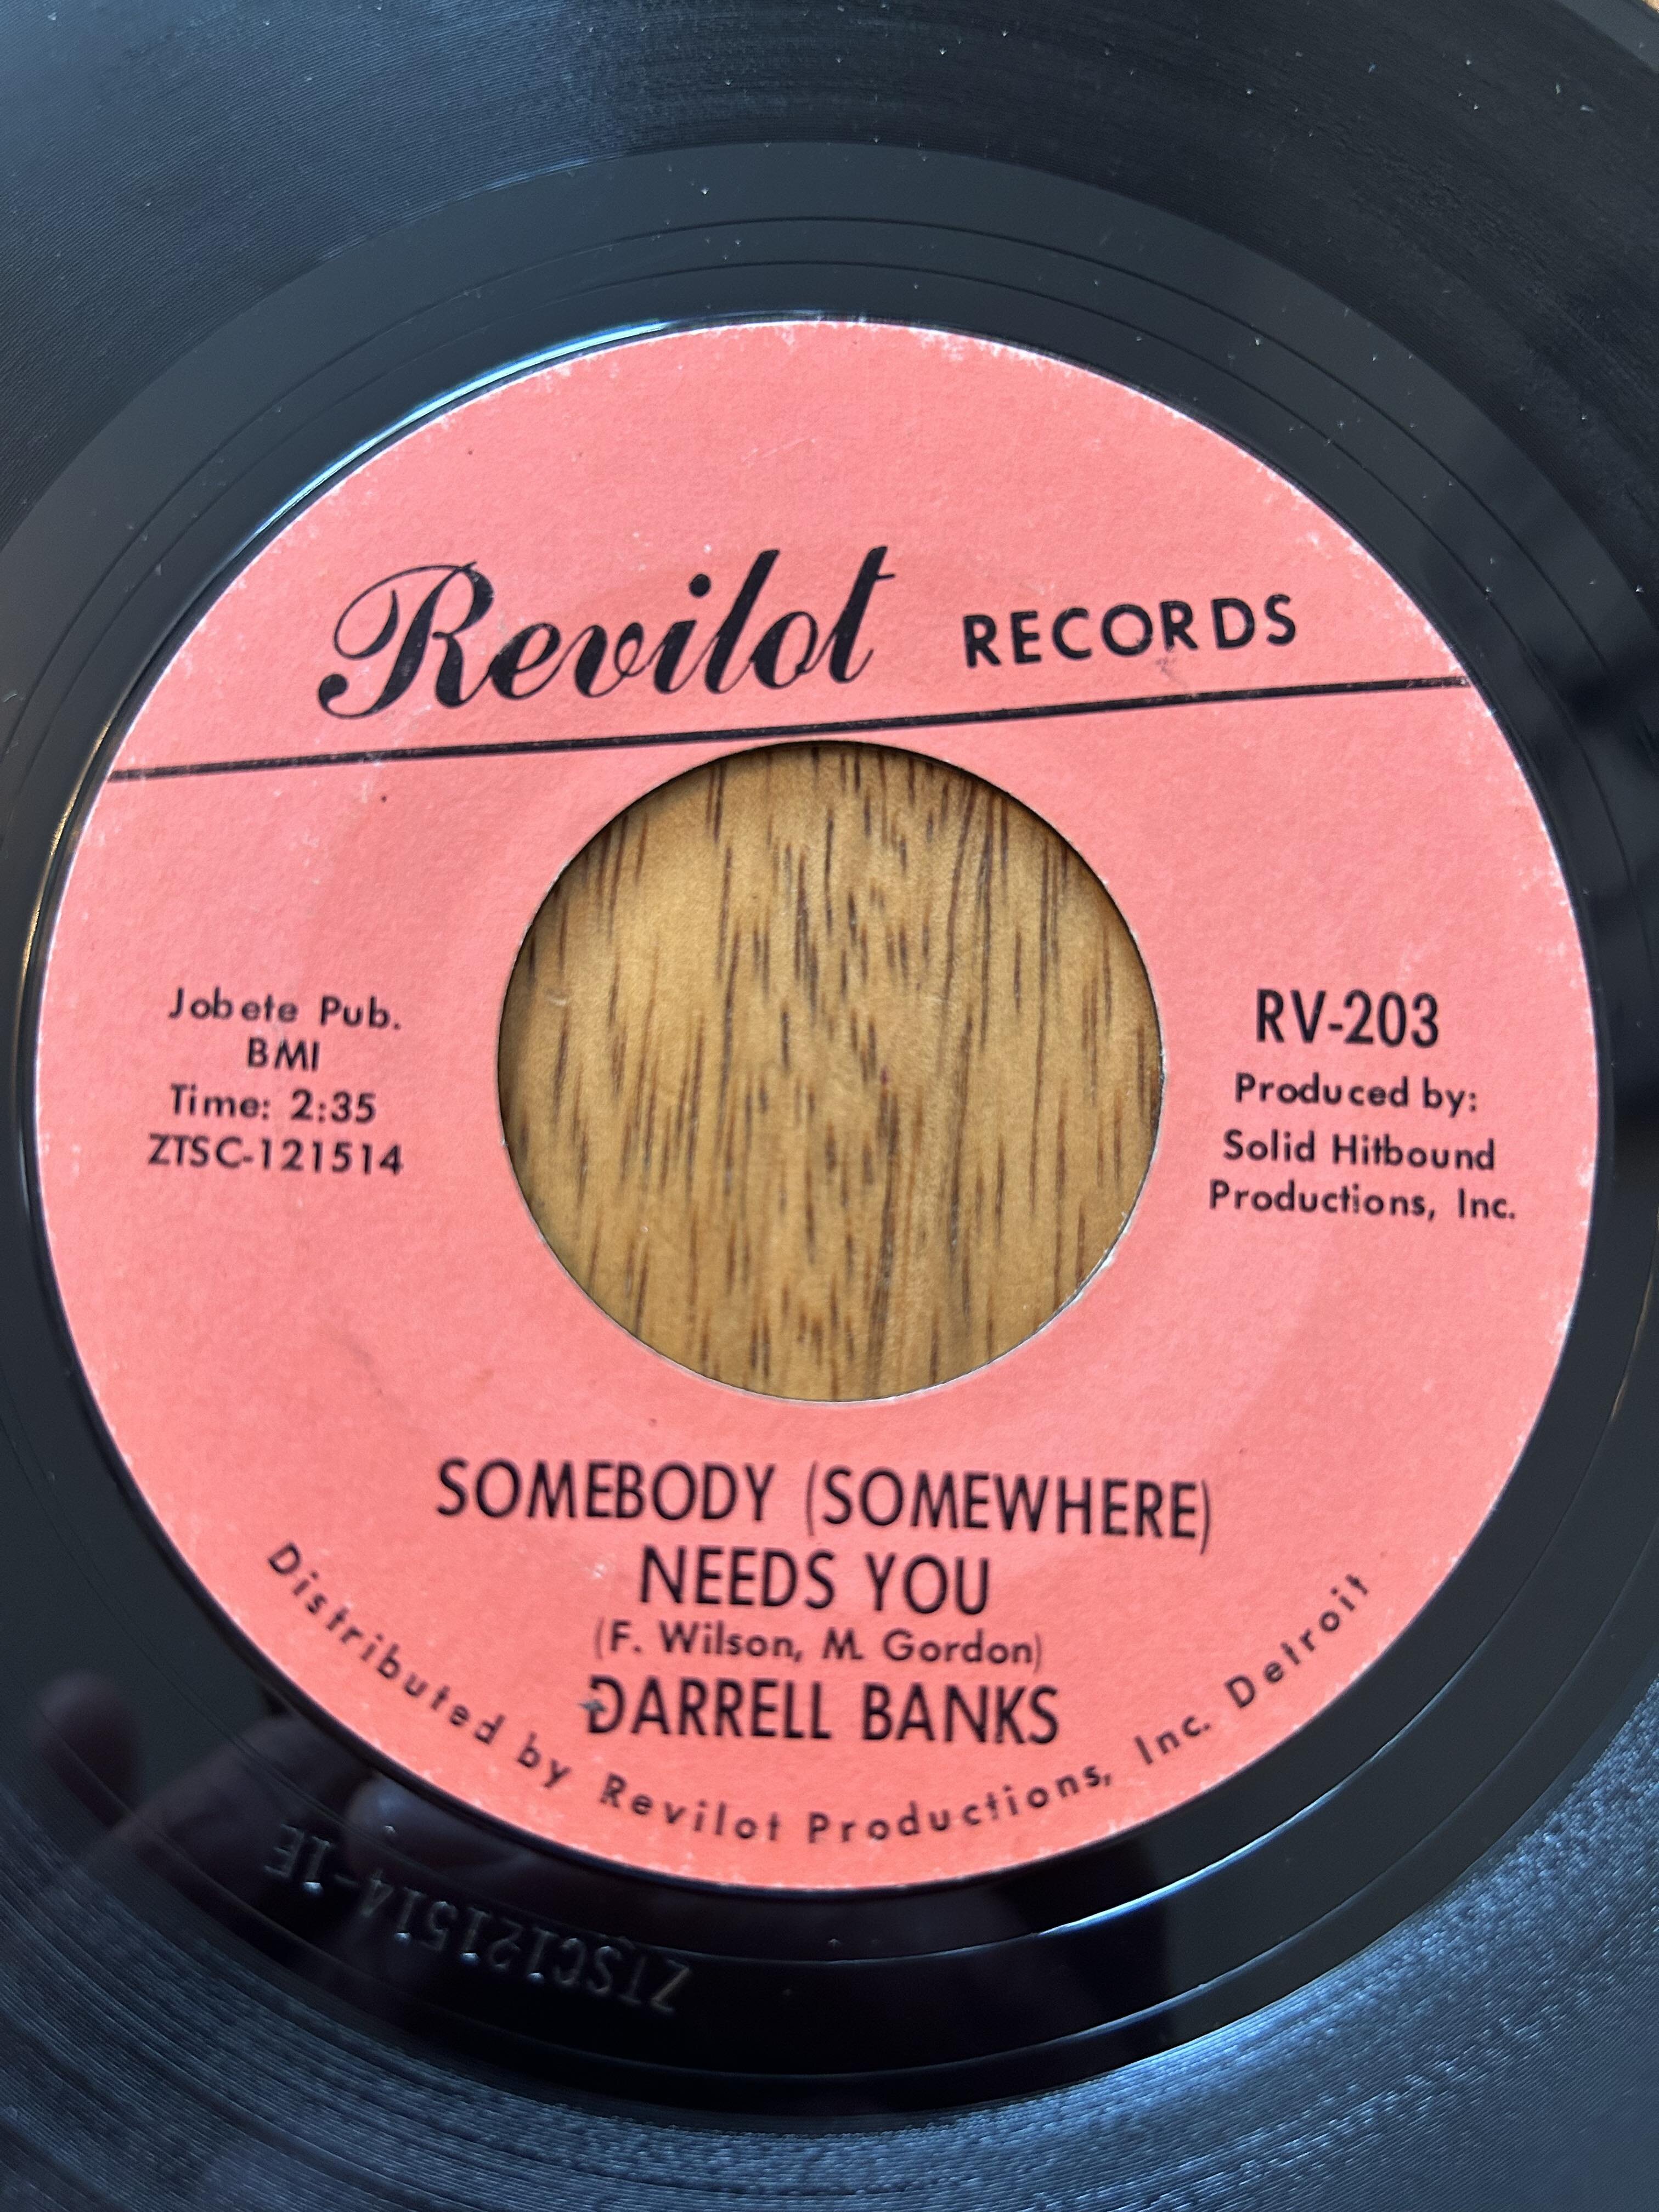 Revilot RECORDS
Jobete Pub.
BMI
Time: 2:35
ZTSC-121514
RV-203
Produced by:
Solid Hitbound
Productions, Inc.
SOMEBODY (SOMEWHERE)
NEEDS YOU
(F. Wilson, M. Gordon)
DARRELL BANKS
Distributed by Revilot Productions, Inc. Detroit
ZTSC121514-1E